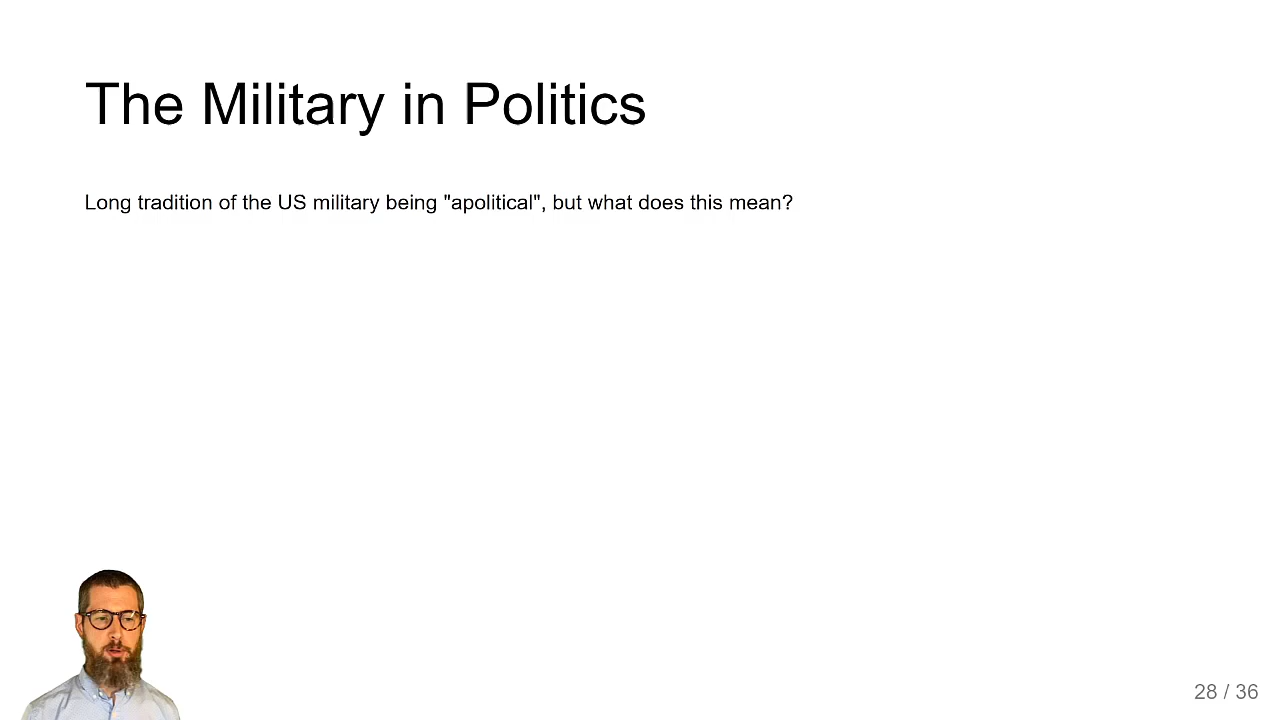 The Military in Politics
Long tradition of the US military being "apolitical", but what does this mean?
28 / 36